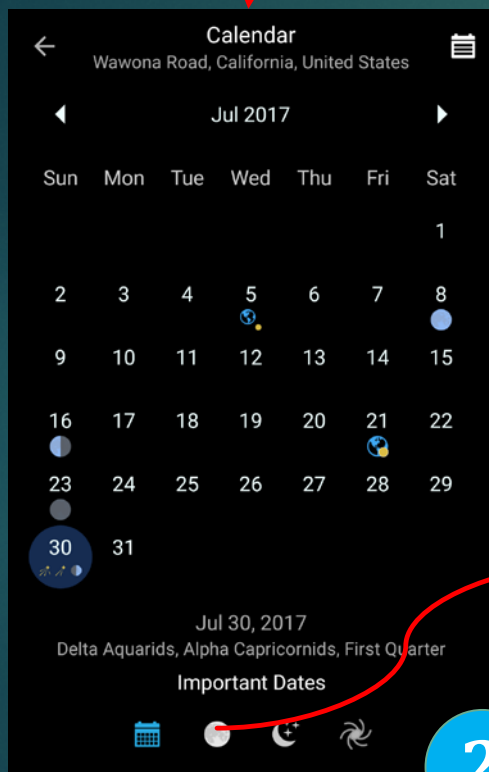 Calendar
Wawona Road, California, United States
Jul 2017
Sun Mon Tue Wed Thu Fri Sat
1
2 3 4 5 6 7 8
9 10 11 12 13 14 15
16 17 18 19 20 21 22
23 24 25 26 27 28 29
30 31
Jul 30, 2017
Delta Aquarids, Alpha Capricornids, First Quarter
Important Dates
2